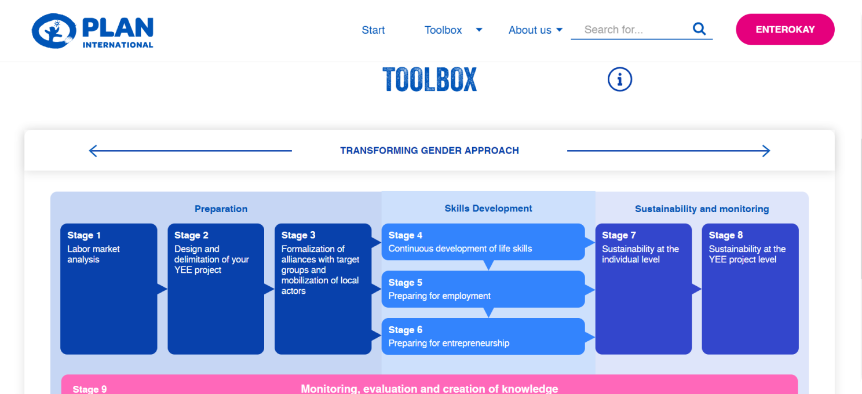 PLAN
INTERNATIONAL
Start
Toolbox
About us
Search for...
ENTEROKAY
TOOLBOX
i
TRANSFORMING GENDER APPROACH
Preparation
Skills Development
Sustainability and monitoring
Stage 1
Labor market
analysis
Stage 2
Design and
delimitation of your
YEE project
Stage 3
Formalization of
alliances with target
groups and
mobilization of local
actors
Stage 4
Continuous development of life skills
Stage 5
Preparing for employment
Stage 6
Preparing for entrepreneurship
Stage 7
Sustainability at the
individual level
Stage 8
Sustainability at the
YEE project level
Stage 9
Monitoring, evaluation and creation of knowledge